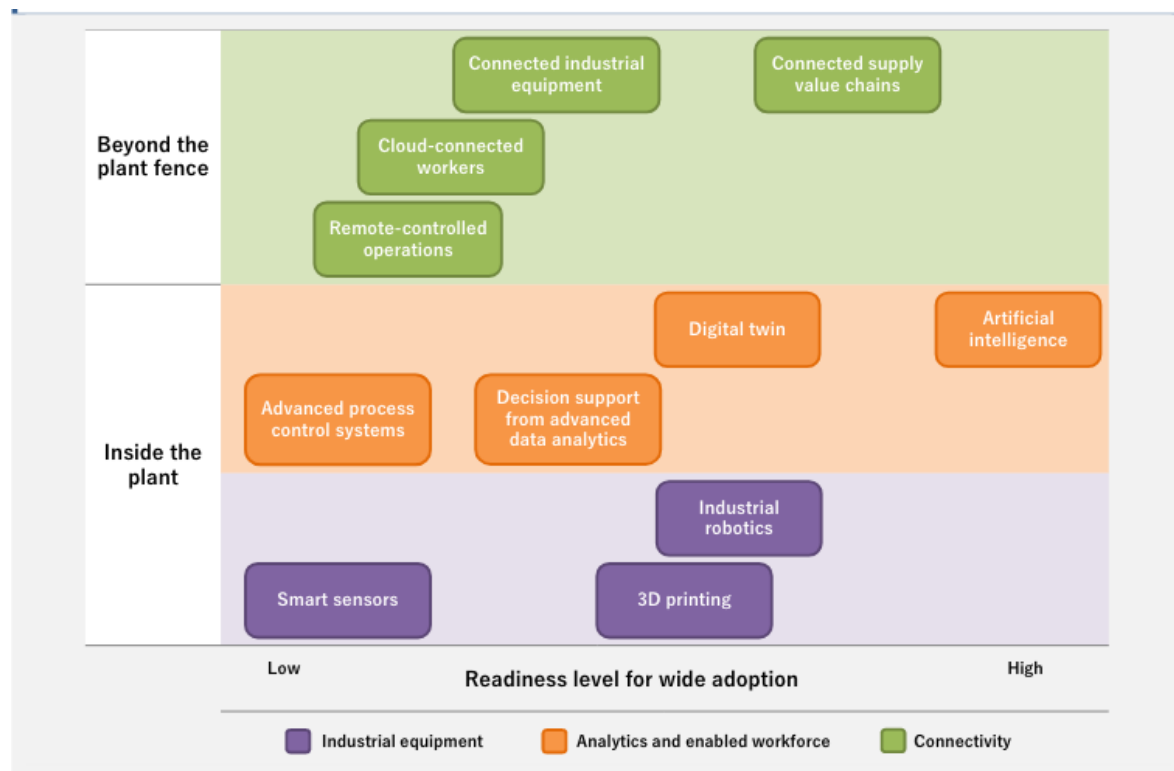 Connected industrial
equipment
Connected supply
value chains
Beyond the
plant fence
Cloud-connected
workers
Remote-controlled
operations
Digital twin
Artificial
intelligence
Advanced process
control systems
Decision support
from advanced
data analytics
Inside the
plant
Industrial
robotics
Smart sensors
3D printing
Low
Readiness level for wide adoption
High
Industrial equipment
Analytics and enabled workforce
Connectivity